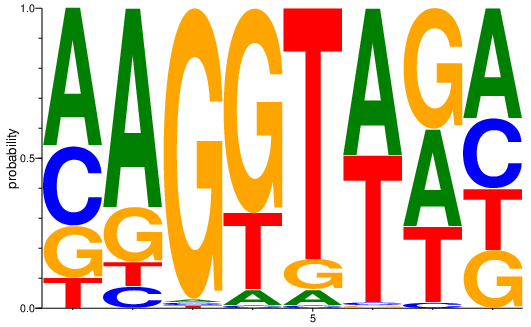 probability
1.0
0.5
0.0
A A G G T A G A
C G T G T A C
G T A A T T
T C G
5